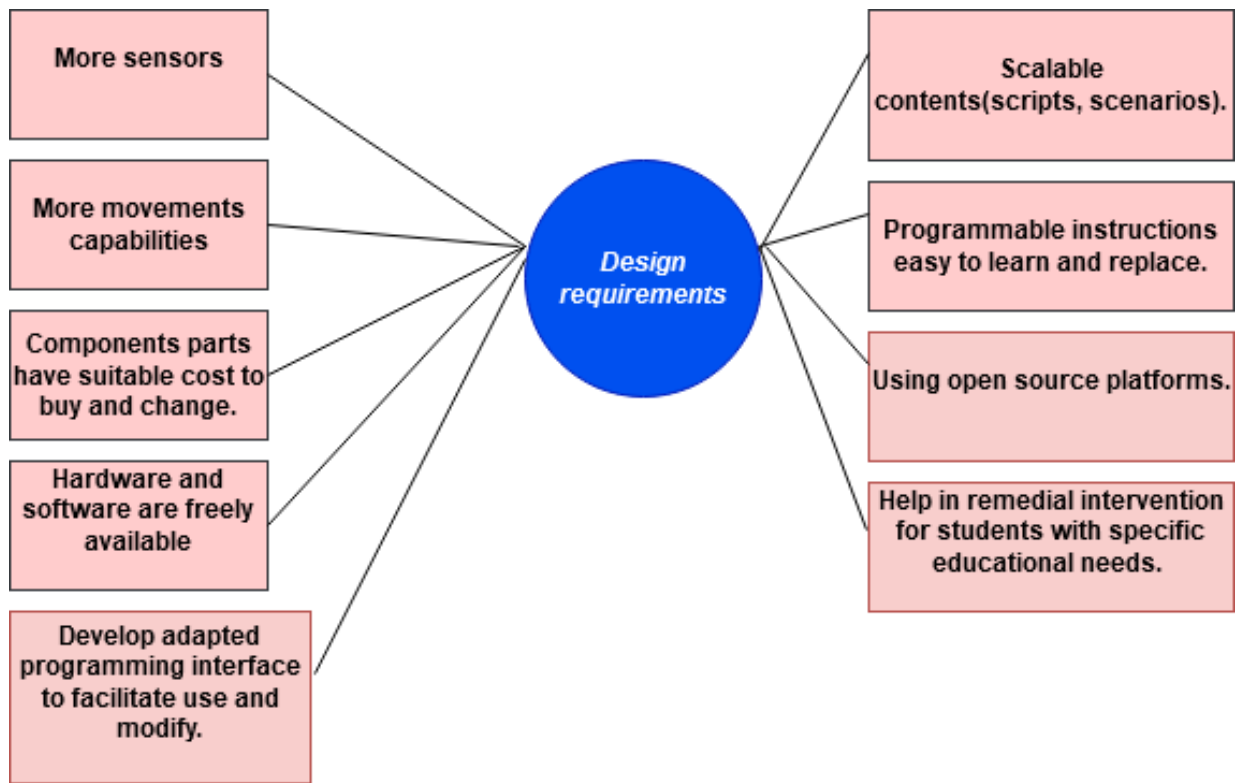 More sensors
More movements
capabilities
Components parts
have suitable cost to
buy and change.
Hardware and
software are freely
available
Develop adapted
programming interface
to facilitate use and
modify.
Design
requirements
Scalable
contents(scripts, scenarios).
Programmable instructions
easy to learn and replace.
Using open source platforms.
Help in remedial intervention
for students with specific
educational needs.